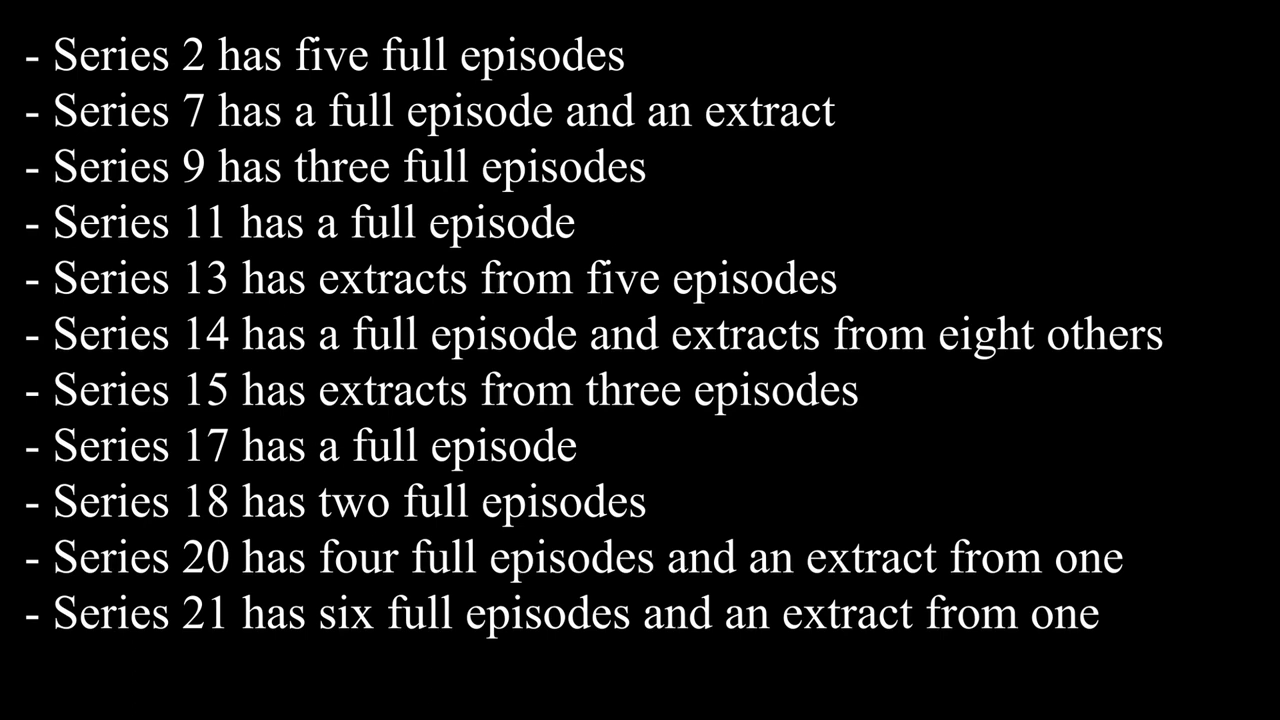 - Series 2 has five full episodes
- Series 7 has a full episode and an extract
- Series 9 has three full episodes
- Series 11 has a full episode
- Series 13 has extracts from five episodes
- Series 14 has a full episode and extracts from eight others
- Series 15 has extracts from three episodes
- Series 17 has a full episode
- Series 18 has two full episodes
- Series 20 has four full episodes and an extract from one
- Series 21 has six full episodes and an extract from one